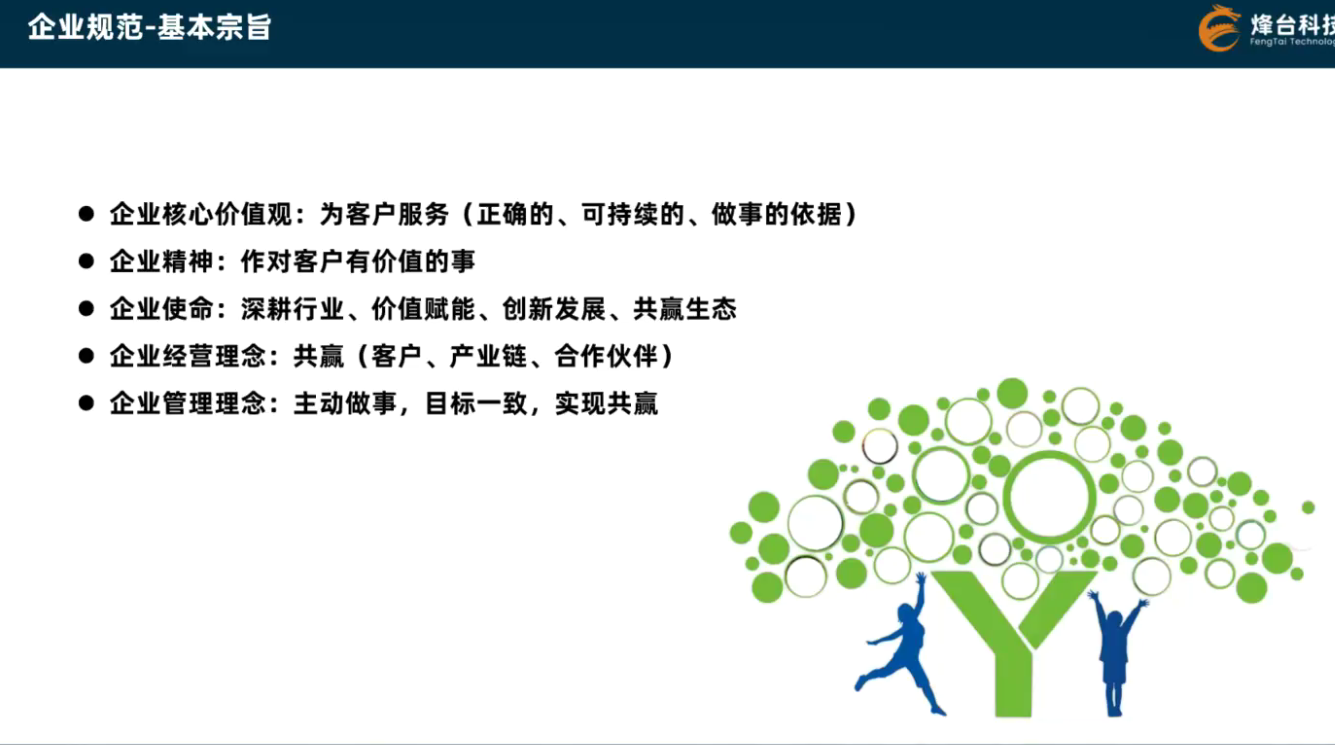 企业规范-基本宗旨
烽台科技
FengTai Technology
● 企业核心价值观：为客户服务（正确的、可持续的、做事的依据）
● 企业精神：作对客户有价值的事
● 企业使命：深耕行业、价值赋能、创新发展、共赢生态
● 企业经营理念：共赢（客户、产业链、合作伙伴）
● 企业管理理念：主动做事，目标一致，实现共赢